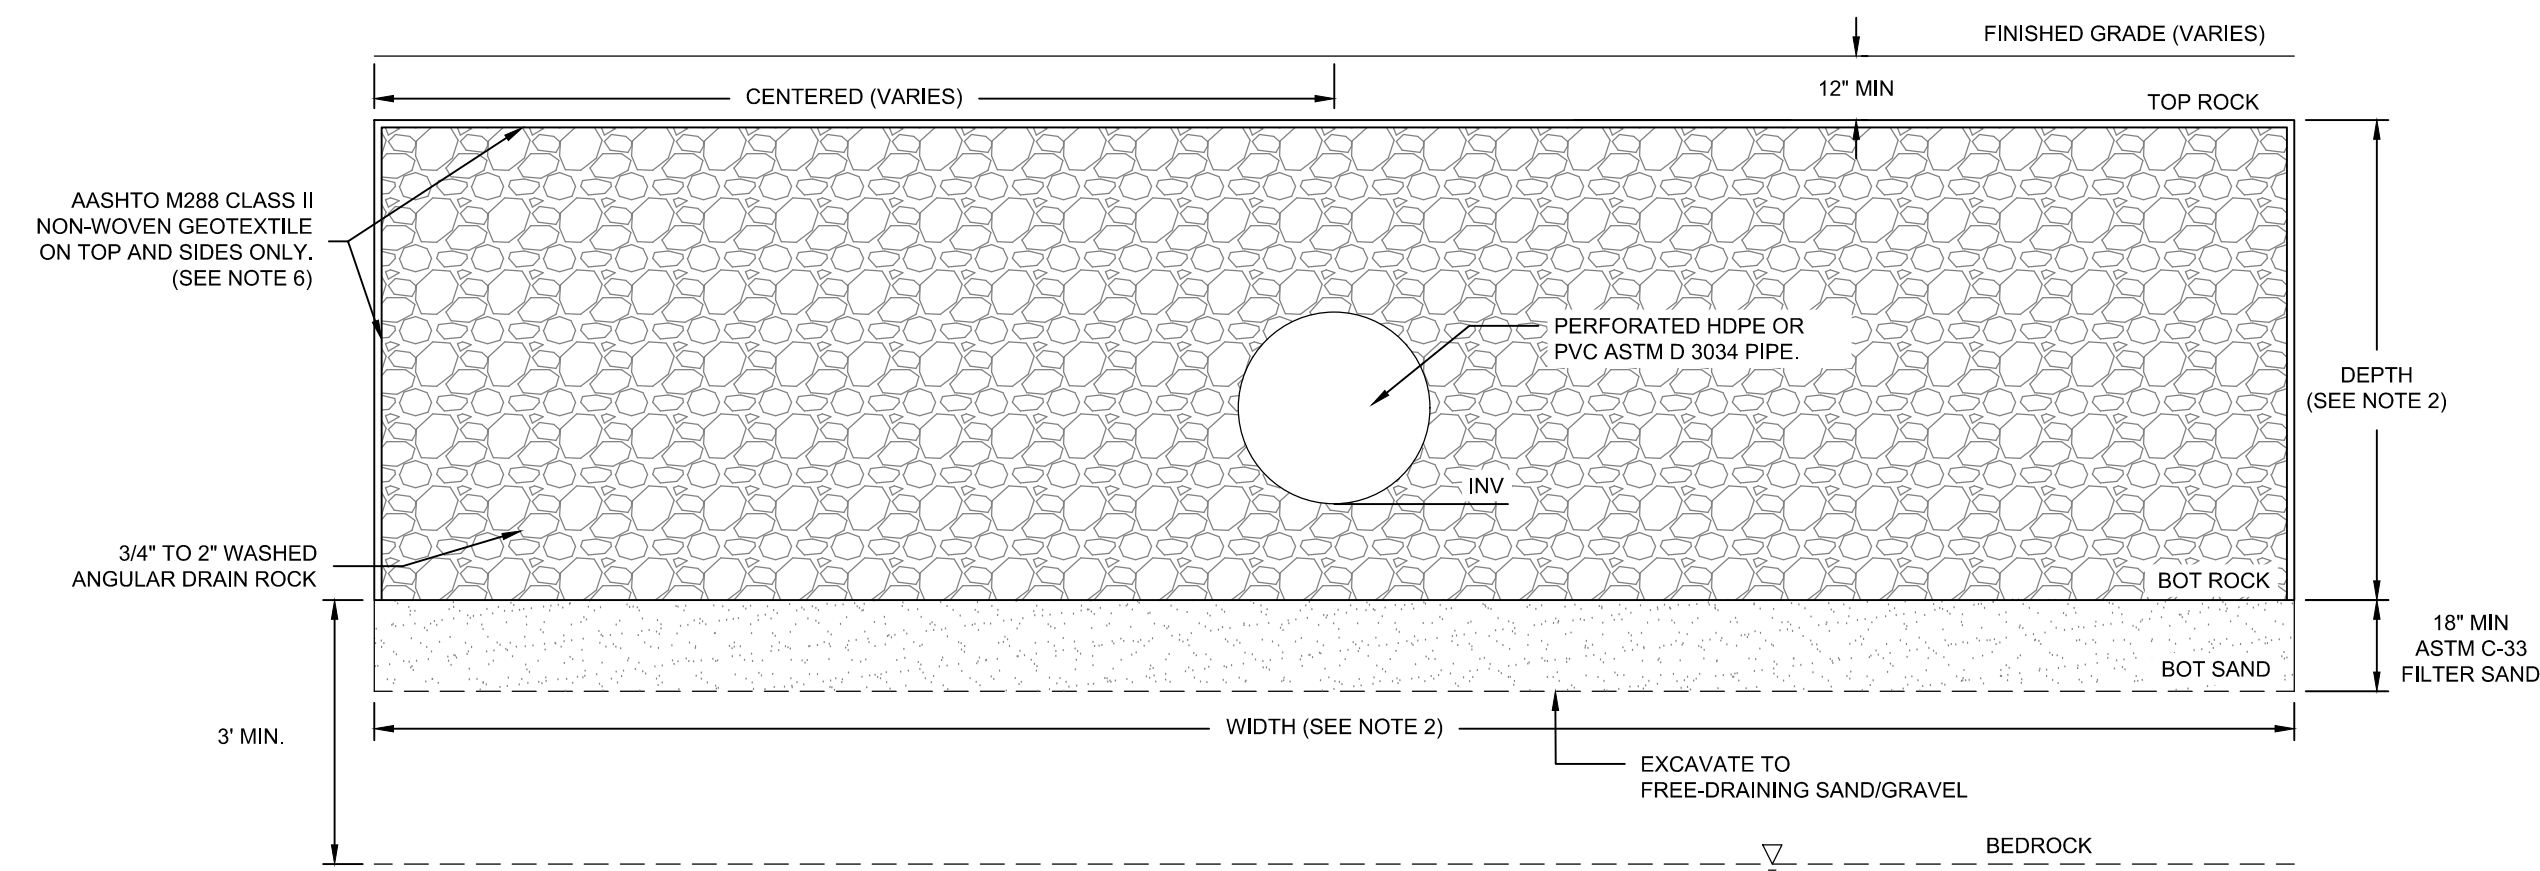 FINISHED GRADE (VARIES)
CENTERED (VARIES)
12" MIN
TOP ROCK
AASHTO M288 CLASS II
NON-WOVEN GEOTEXTILE
ON TOP AND SIDES ONLY.
(SEE NOTE 6)
PERFORATED HDPE OR
PVC ASTM D 3034 PIPE.
DEPTH
(SEE NOTE 2)
INV
3/4" TO 2" WASHED
ANGULAR DRAIN ROCK
BOT ROCK
18" MIN
ASTM C-33
FILTER SAND
BOT SAND
3' MIN.
WIDTH (SEE NOTE 2)
EXCAVATE TO
FREE-DRAINING SAND/GRAVEL
BEDROCK